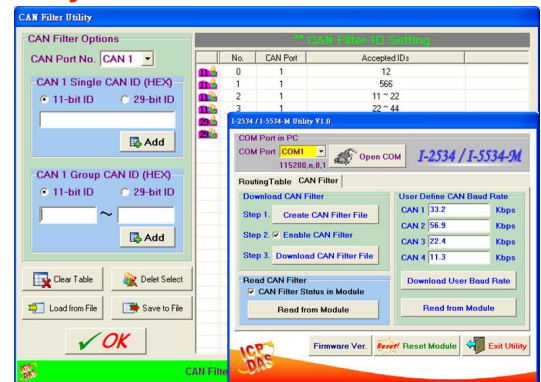 CAN Filter Utility
CAN Filter Options
CAN Port No. CAN 1
CAN 1 Single CAN ID (HEX)
11-bit ID 29-bit ID
Add
CAN 1 Group CAN ID (HEX)
11-bit ID 29-bit ID
~
Add
Clear Table Delet Select
Load from File Save to File
OK
** CAN Filter-ID Setting
No. CAN Port Accepted IDs
11 0 1 12
11 1 1 566
11 2 1 11 ~ 22
11 3 1 22 ~ 44
29
29
CAN Filte
I-2534 / I-5534-M Utility V1.0
COM Port in PC
COM Port COM1
115200,n,8,1
Open COM
I-2534 / I-5534-M
RoutingTable CAN Filter
Download CAN Filter
Step 1. Create CAN Filter File
Step 2. Enable CAN Filter
Step 3. Download CAN Filter File
Read CAN Filter
CAN Filter Status in Module
Read from Module
User Define CAN Baud Rate
CAN 1 33.2 Kbps
CAN 2 56.9 Kbps
CAN 3 22.4 Kbps
CAN 4 11.3 Kbps
Download User Baud Rate
Read from Module
ICP DAS
Firmware Ver. Reset! Reset Module Exit Utility